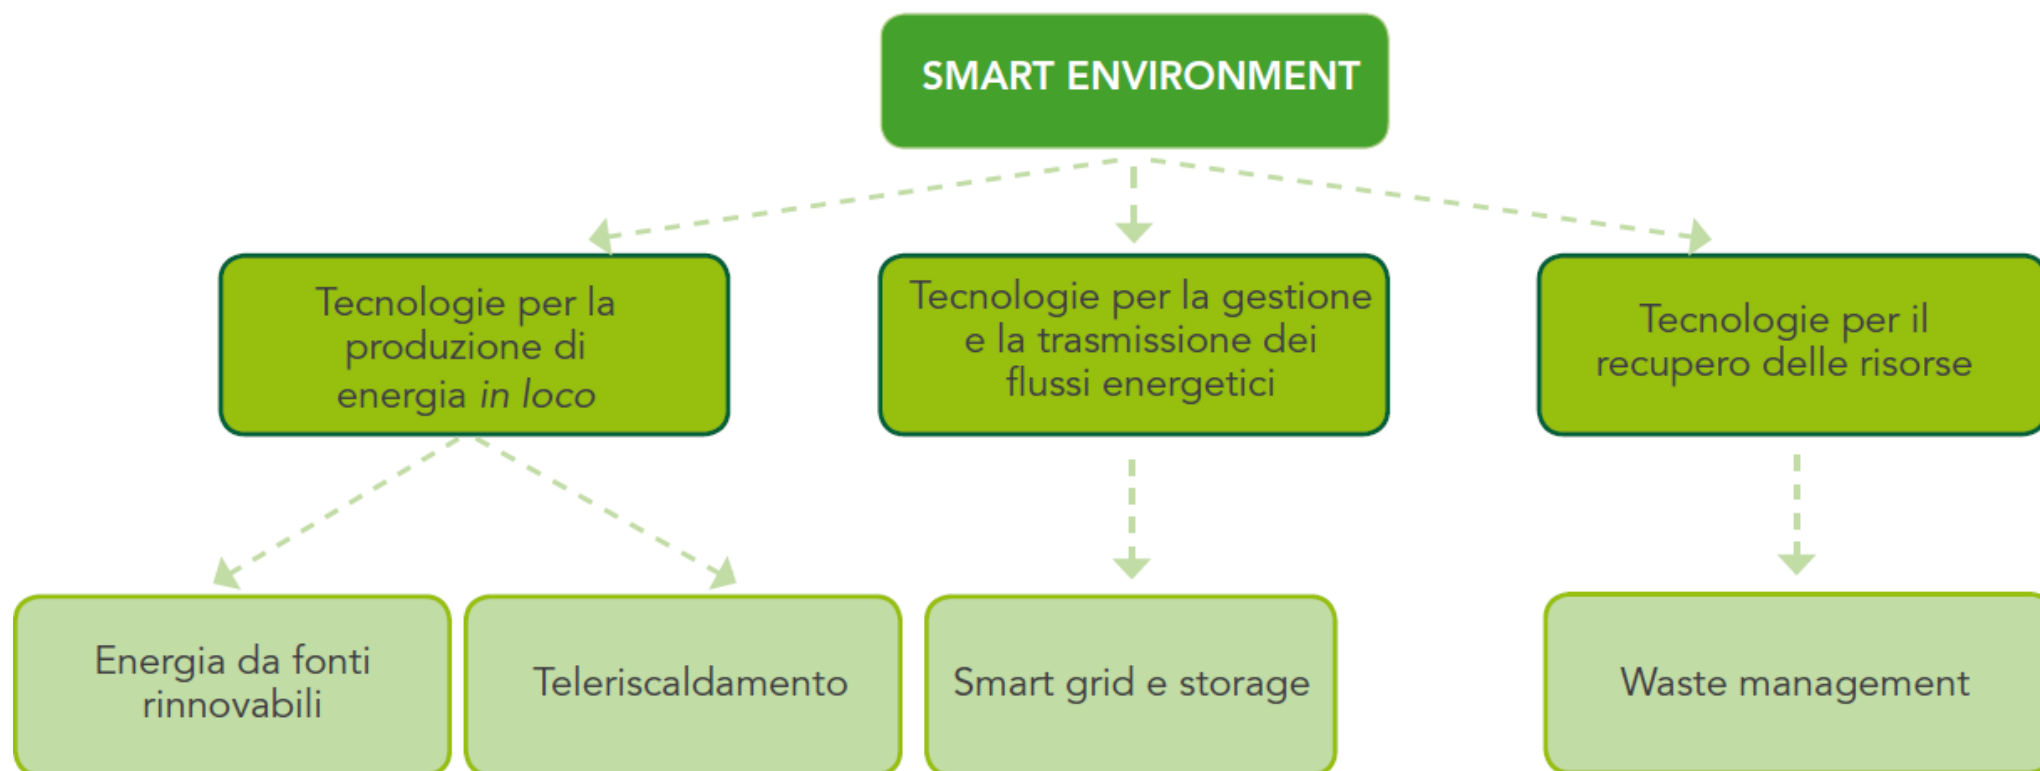 SMART ENVIRONMENT
Tecnologie per la
produzione di
energia in loco
Tecnologie per la gestione
e la trasmissione dei
flussi energetici
Tecnologie per il
recupero delle risorse
Energia da fonti
rinnovabili
Teleriscaldamento
Smart grid e storage
Waste management